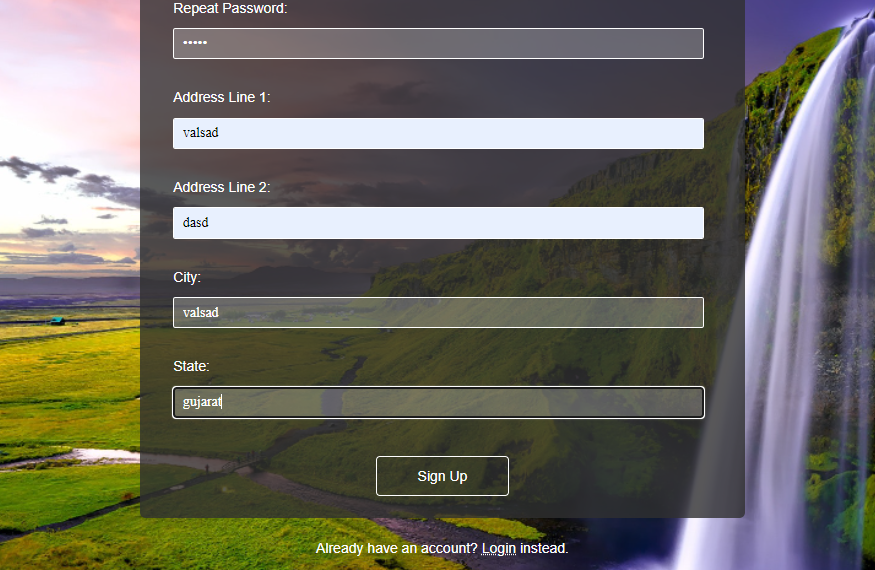 Repeat Password:
•••••
Address Line 1:
valsad
Address Line 2:
dasd
City:
valsad
State:
gujarat
Sign Up
Already have an account? Login instead.